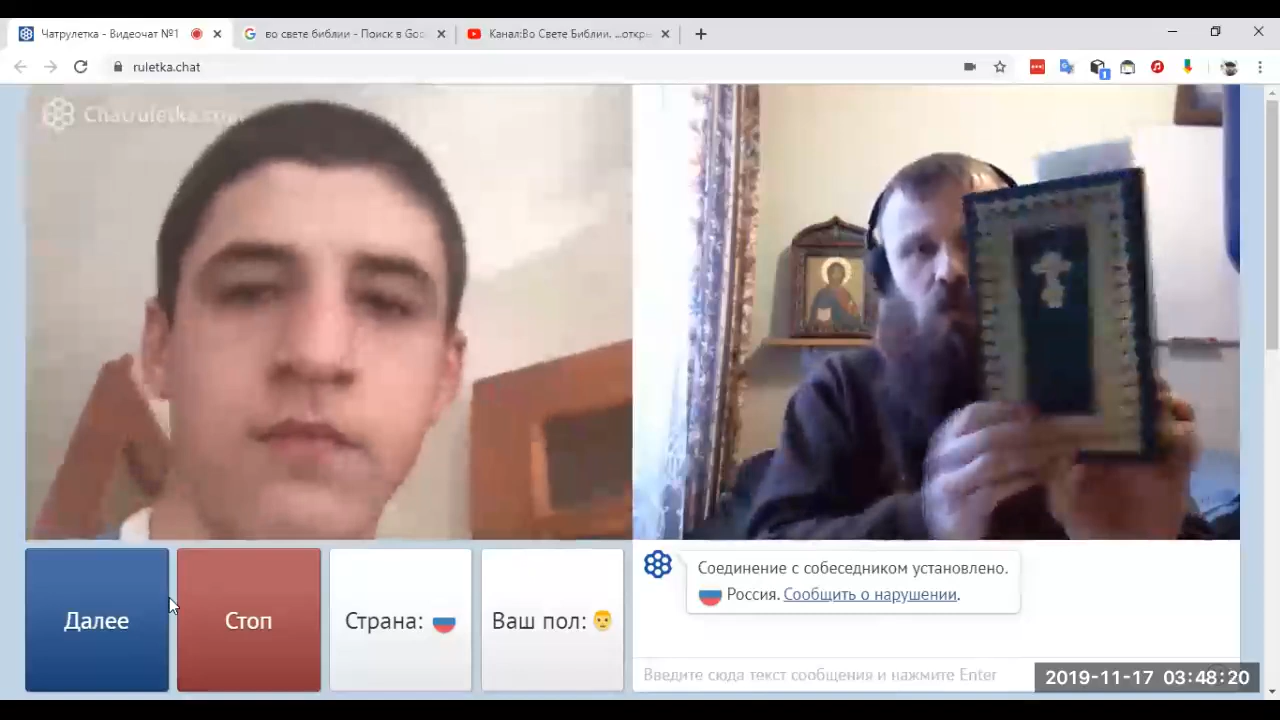 Чатрулетка - Видеочат №1
во свете библии - Поиск в Goo
Канал:Во Свете Библии. ...откры
ruletka.chat
Chatruletka.com
Далее
Стоп
Страна:
Ваш пол:
Соединение с собеседником установлено.
Россия. Сообщить о нарушении.
Введите сюда текст сообщения и нажмите Enter
2019-11-17 03:48:20